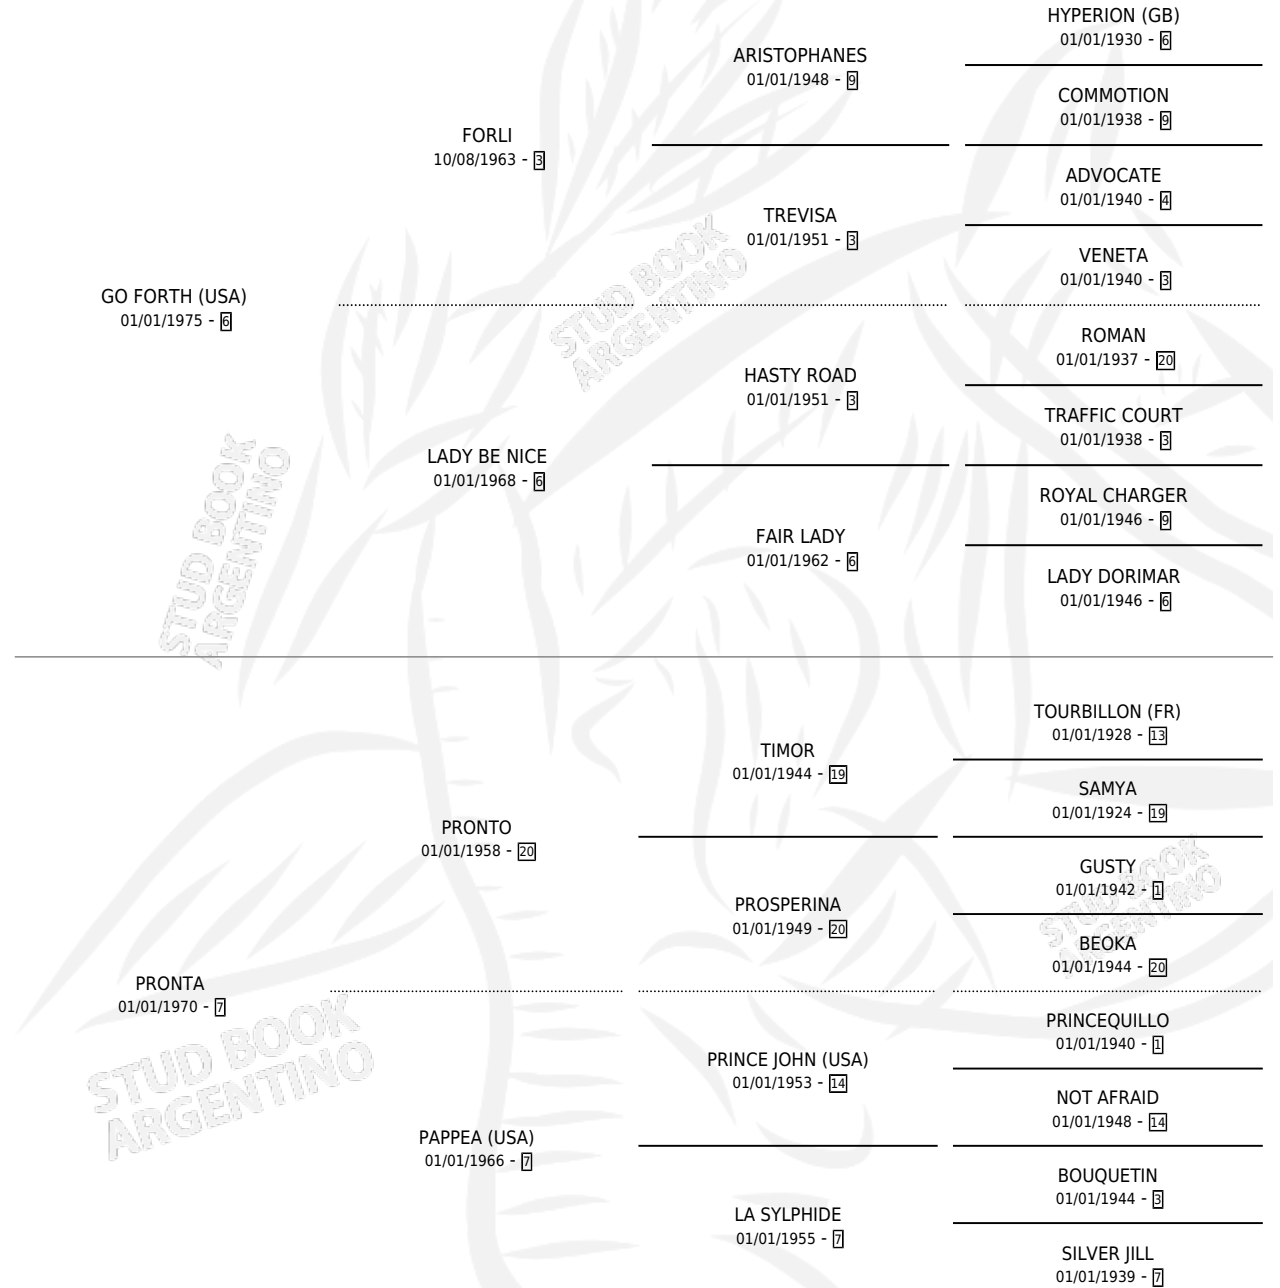 HYPERION (GB)
01/01/1930 - 6
ARISTOPHANES
01/01/1948 - 9
COMMOTION
01/01/1938 - 9
FORLI
10/08/1963 - 3
ADVOCATE
01/01/1940 - 4
TREVISA
01/01/1951 - 3
VENETA
01/01/1940 - 3
GO FORTH (USA)
01/01/1975 - 6
ROMAN
01/01/1937 - 20
HASTY ROAD
01/01/1951 - 3
TRAFFIC COURT
01/01/1938 - 3
LADY BE NICE
01/01/1968 - 6
ROYAL CHARGER
01/01/1946 - 9
FAIR LADY
01/01/1962 - 6
LADY DORIMAR
01/01/1946 - 6
TOURBILLON (FR)
01/01/1928 - 13
TIMOR
01/01/1944 - 19
SAMYA
01/01/1924 - 19
PRONTO
01/01/1958 - 20
GUSTY
01/01/1942 - 1
PROSPERINA
01/01/1949 - 20
BEOKA
01/01/1944 - 20
PRONTA
01/01/1970 - 7
PRINCEQUILLO
01/01/1940 - 1
PRINCE JOHN (USA)
01/01/1953 - 14
NOT AFRAID
01/01/1948 - 14
PAPPEA (USA)
01/01/1966 - 7
BOUQUETIN
01/01/1944 - 3
LA SYLPHIDE
01/01/1955 - 7
SILVER JILL
01/01/1939 - 7
STUD BOOK
ARGENTINO
STUD BOOK
ARGENTINO
STUD BOOK
ARGENTINO
STUD BOOK
ARGENTINO